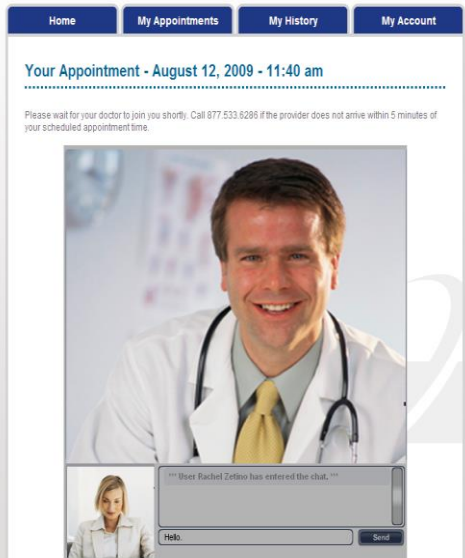 Home
My Appointments
My History
My Account
Your Appointment - August 12, 2009 - 11:40 am
Please wait for your doctor to join you shortly. Call 877.533.6286 if the provider does not arrive within 5 minutes of
your scheduled appointment time.
*** User Rachel Zetino has entered the chat. ***
Hello.
Send